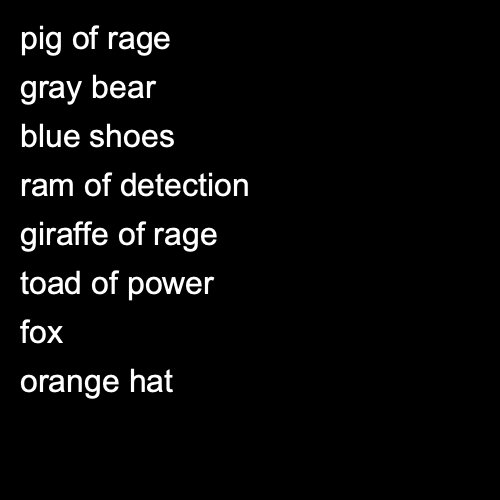 pig of rage
gray bear
blue shoes
ram of detection
giraffe of rage
toad of power
fox
orange hat